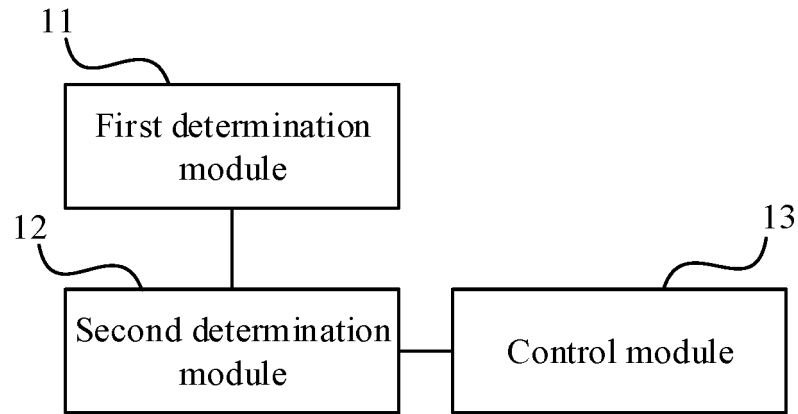 11
First determination
module
12
13
Second determination
module
Control module